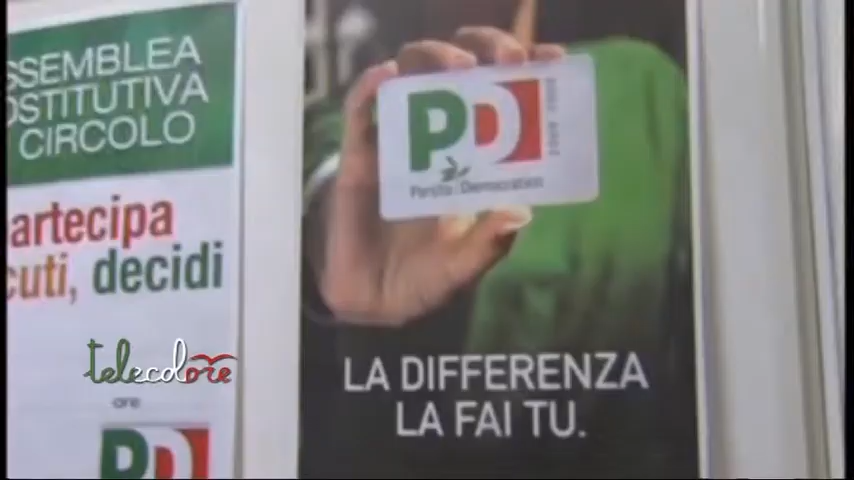 SSEMBLEA
OSTITUTIVA
CIRCOLO
artecipa
cuti, decidi
telecolore
ore
PD
PD
Partito Democratico
LA DIFFERENZA
LA FAI TU.